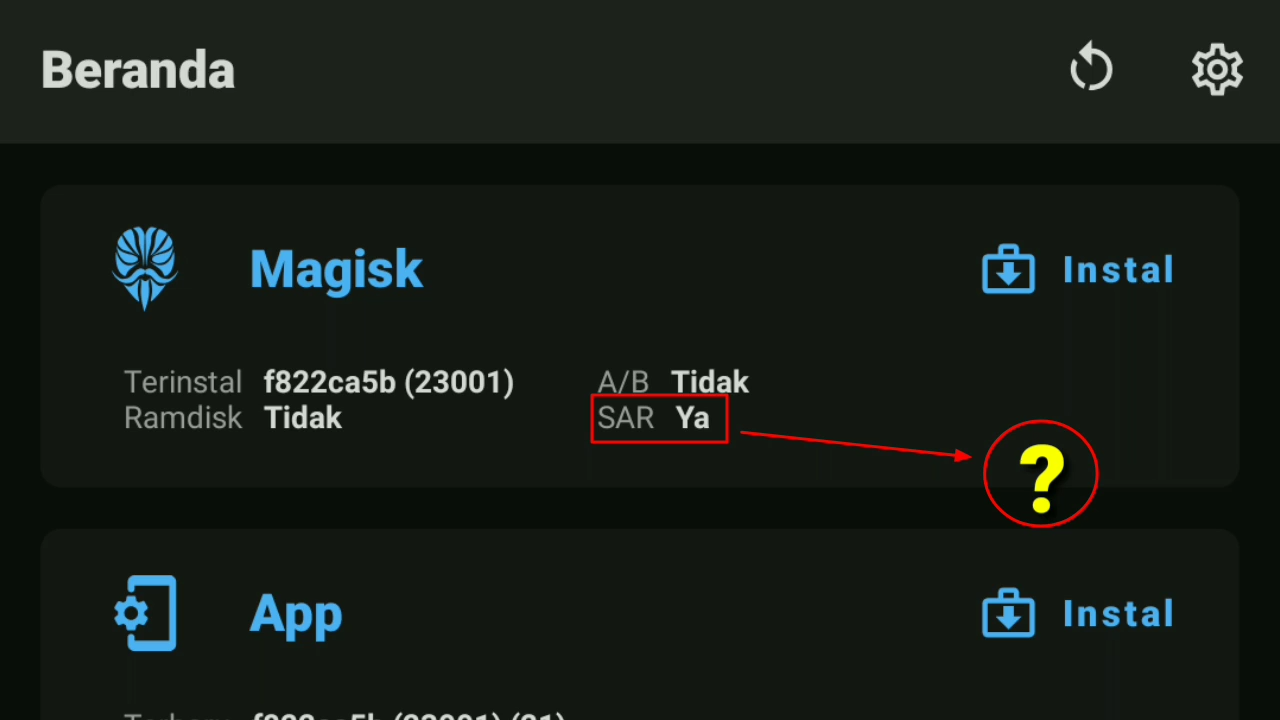 Beranda
Magisk
Instal
Terinstal f822ca5b (23001) A/B Tidak
Ramdisk Tidak SAR Ya
?
App
Instal